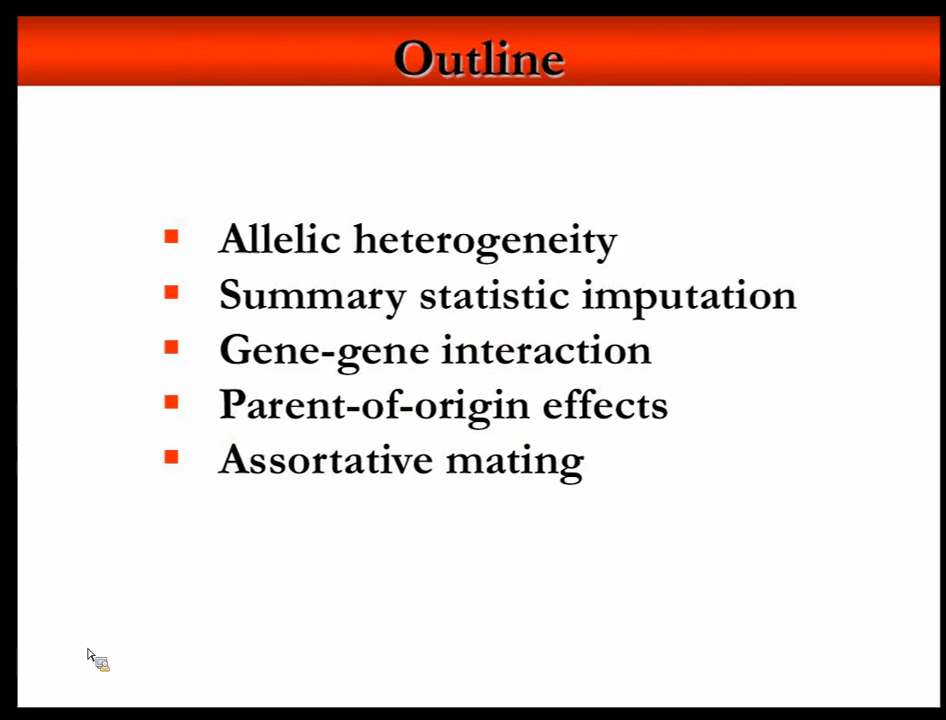 Outline
Allelic heterogeneity
Summary statistic imputation
Gene-gene interaction
Parent-of-origin effects
Assortative mating